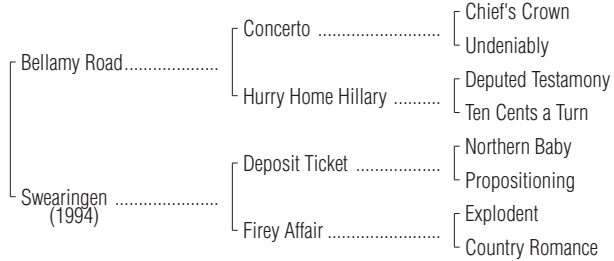 Chief's Crown
Concerto ..........................
Undeniably
Bellamy Road....................
Deputed Testamony
Hurry Home Hillary ..........
Ten Cents a Turn
Northern Baby
Deposit Ticket ..................
Propositioning
Swearingen ......................
(1994)
Explodent
Firey Affair ........................
Country Romance